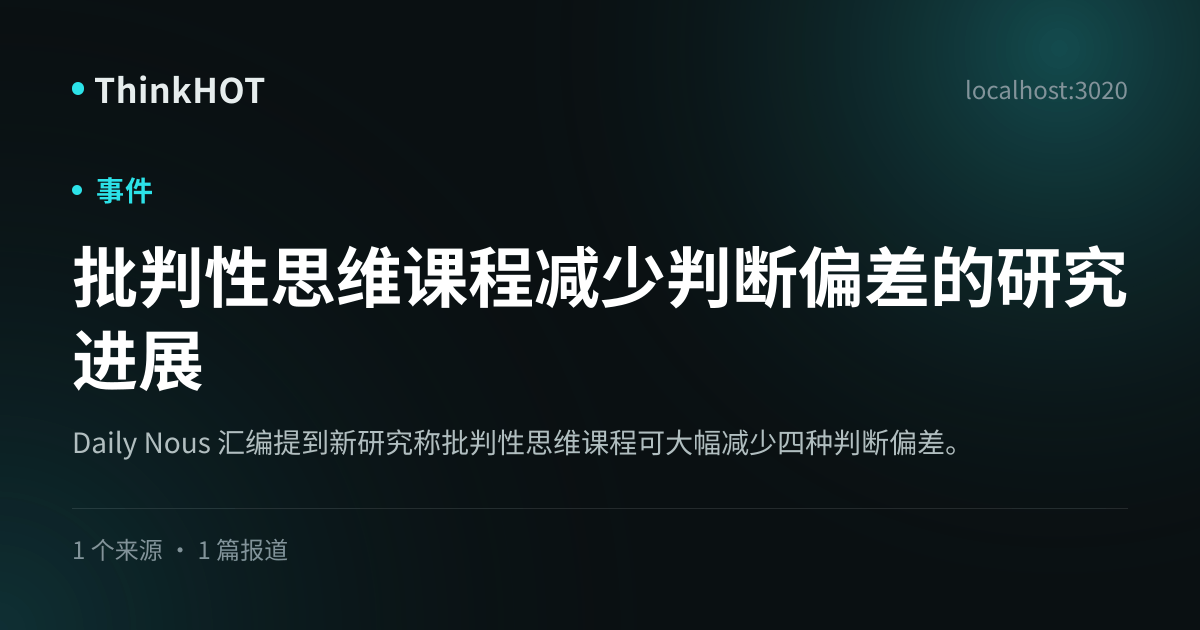 ThinkHOT
localhost:3020
事件
批判性思维课程减少判断偏差的研究
进展
Daily Nous 汇编提到新研究称批判性思维课程可大幅减少四种判断偏差。
1 个来源 · 1 篇报道